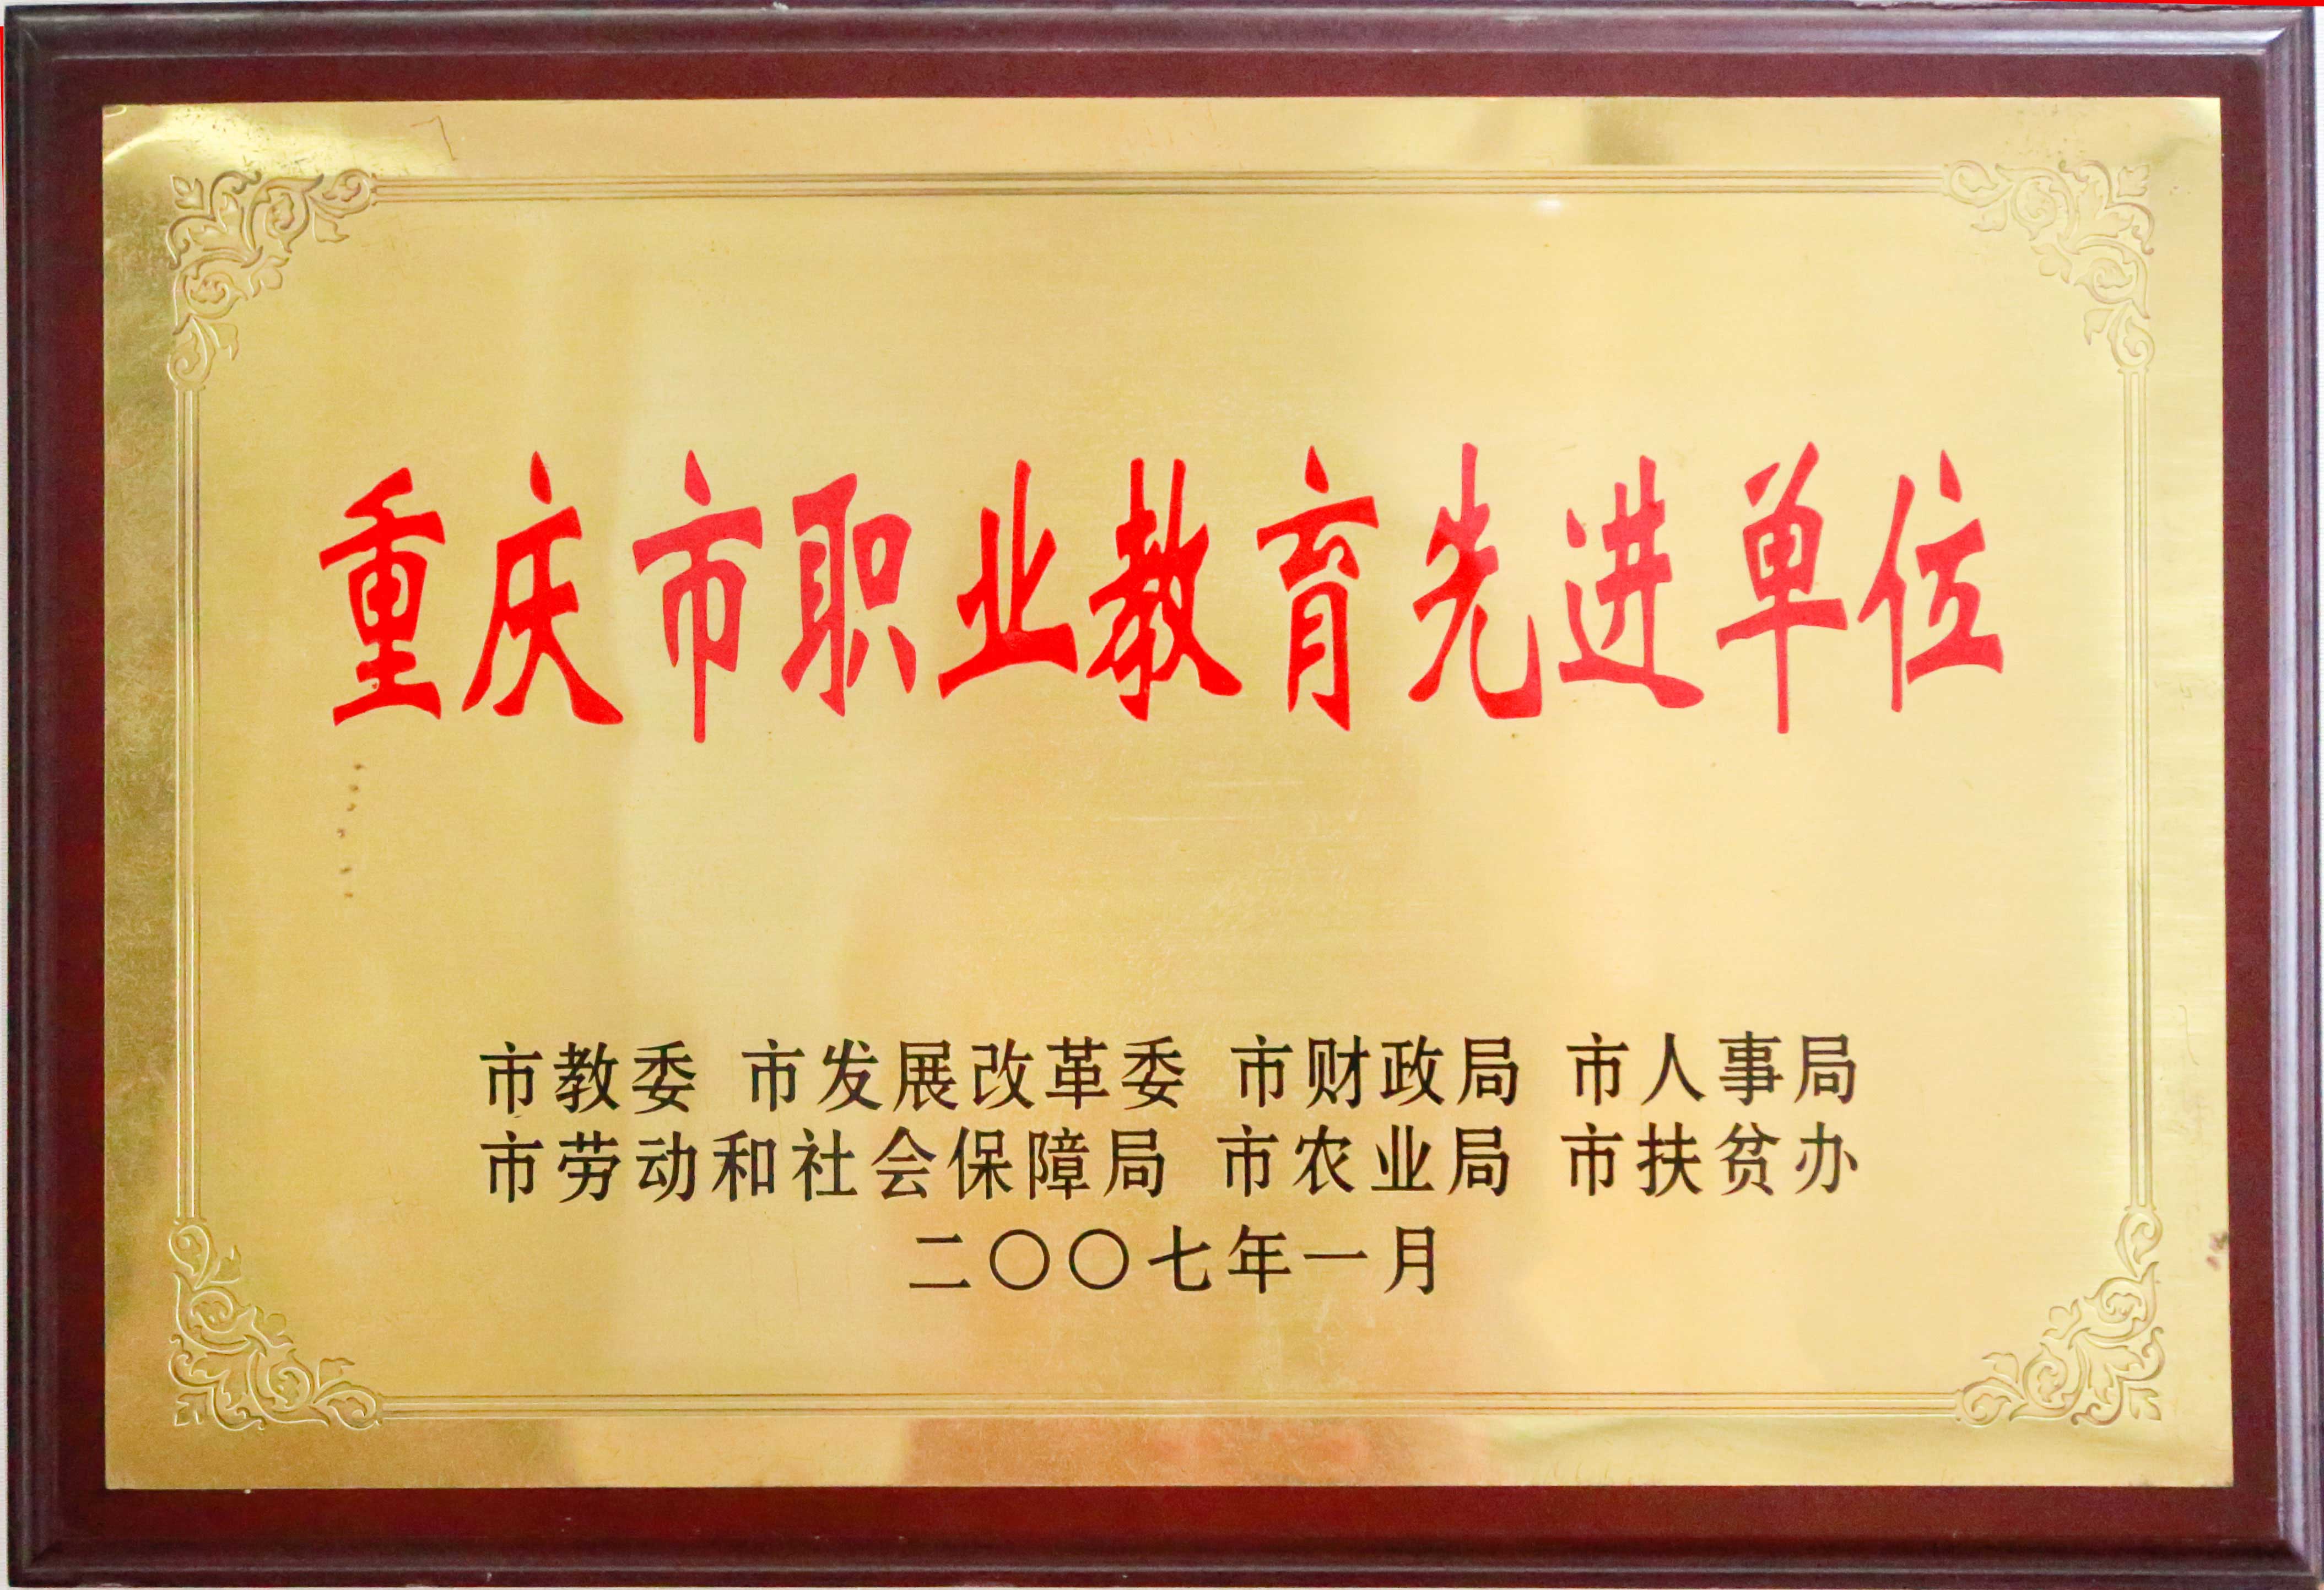 重庆市职业教育先进单位
市教委 市发展改革委 市财政局 市人事局
市劳动和社会保障局 市农业局 市扶贫办
二〇〇七年一月